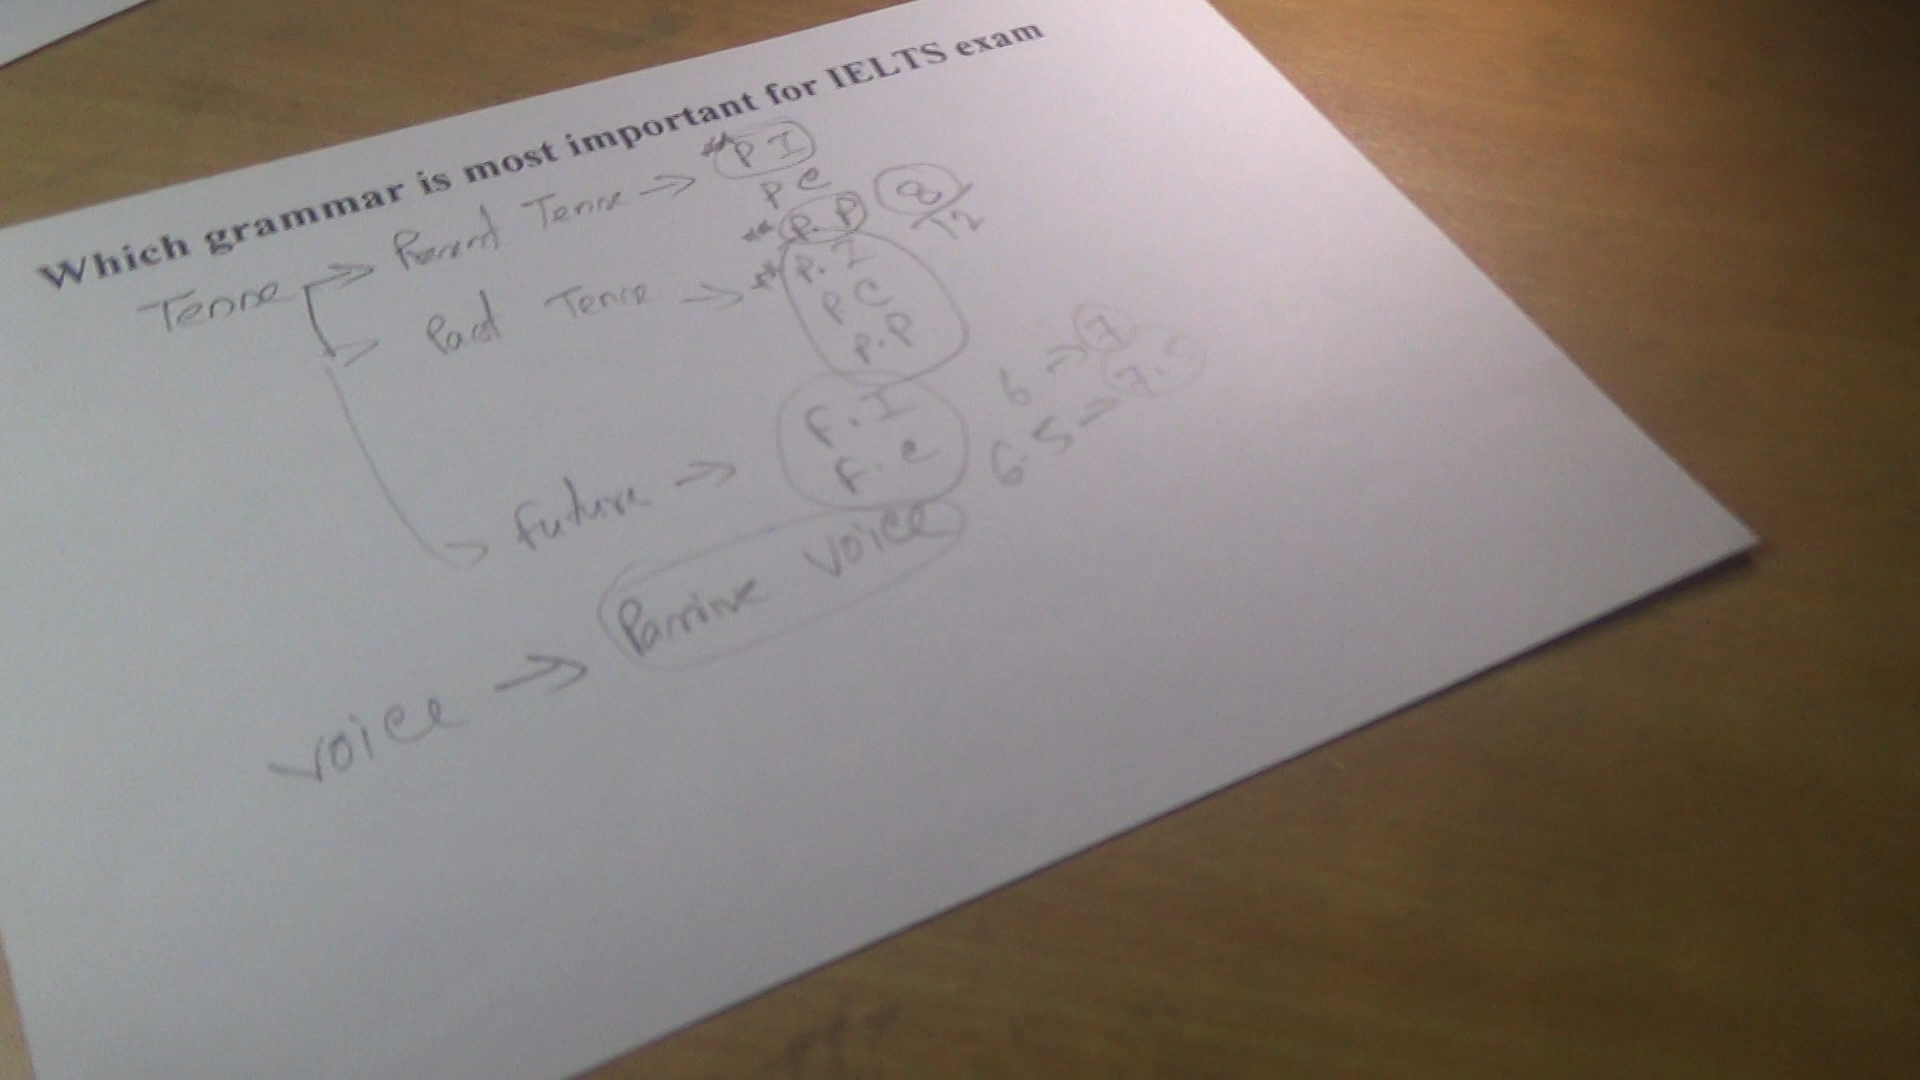 Which grammar is most important for IELTS exam
Tense → Present Tense → ** P I
P C
** P.P 8/12
→ Past Tense → ** P. I
P C
P.P
→ Future → F. I 6 → 7
F. C 6.5 → 7.5
Voice → Passive Voice